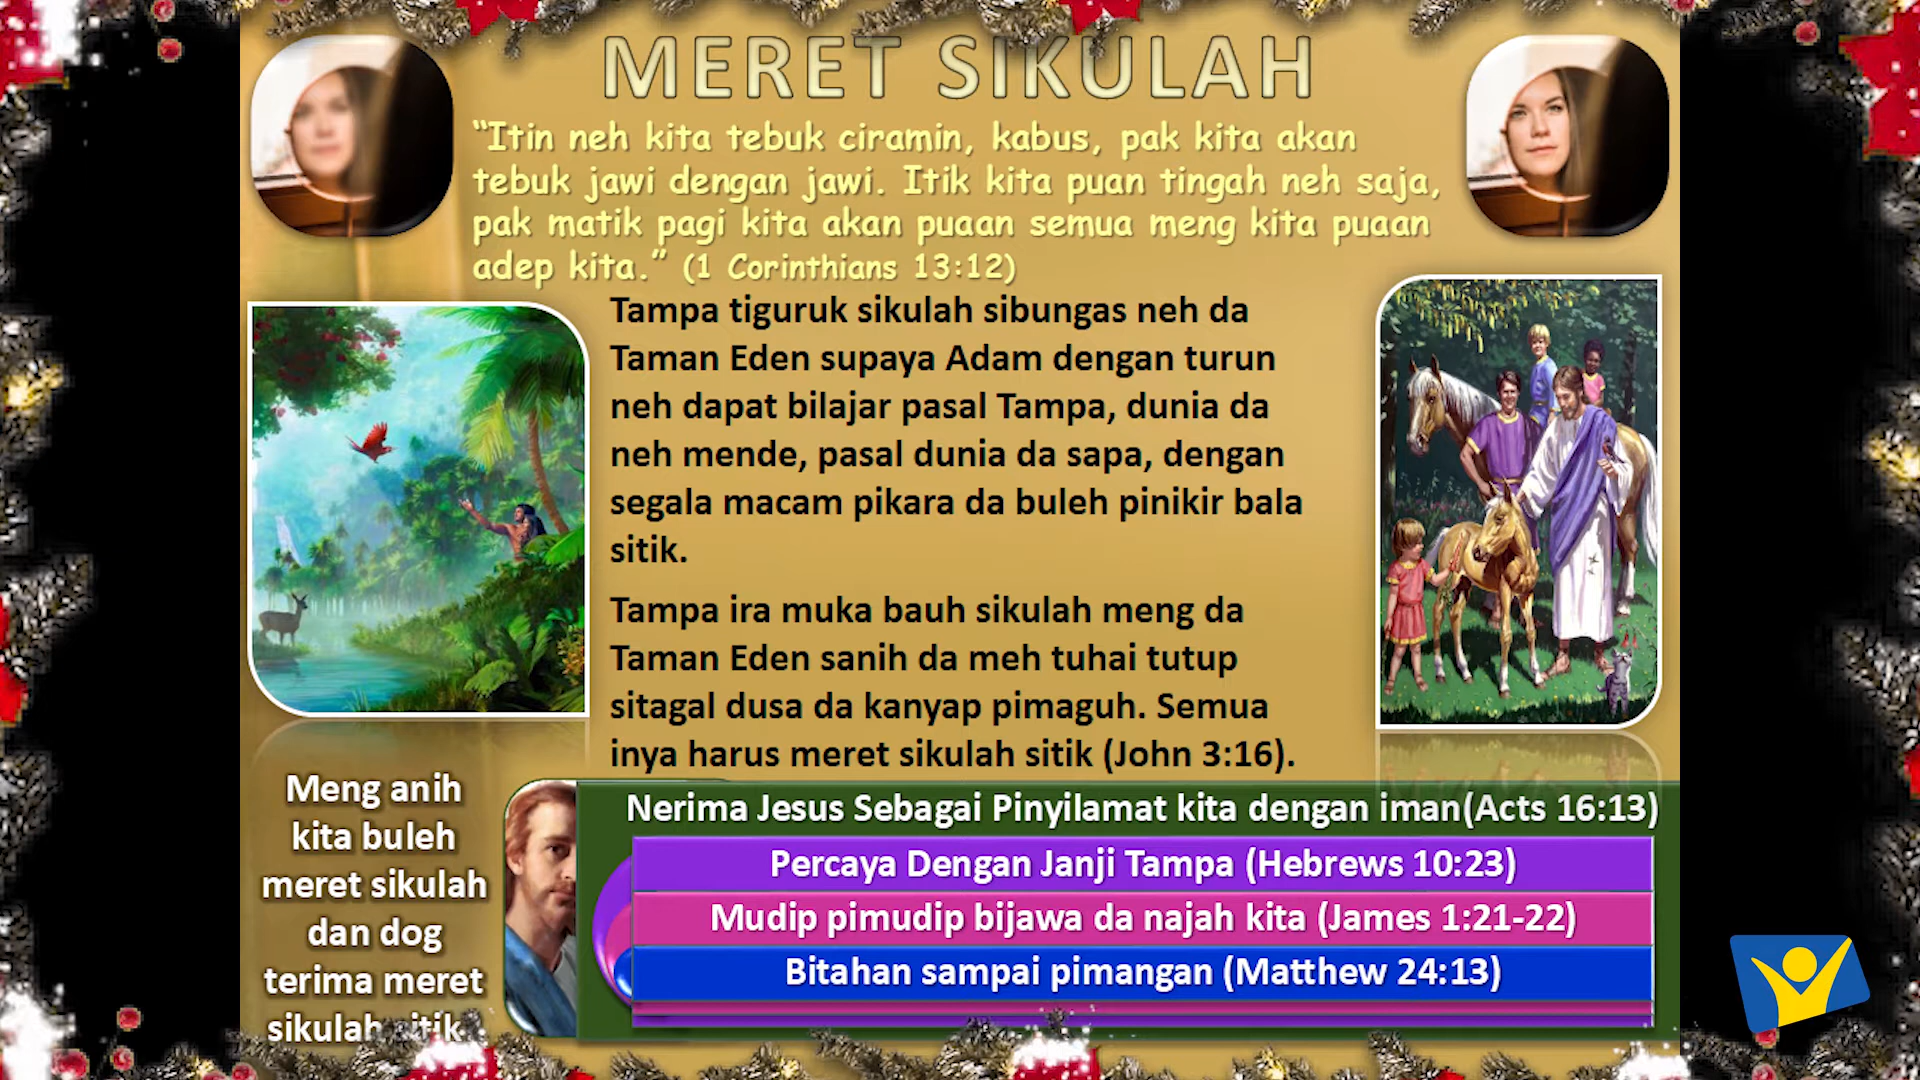 MERET SIKULAH
“Itin neh kita tebuk ciramin, kabus, pak kita akan
tebuk jawi dengan jawi. Itik kita puan tingah neh saja,
pak matik pagi kita akan puaan semua meng kita puaan
adep kita.” (1 Corinthians 13:12)
Tampa tiguruk sikulah sibungas neh da
Taman Eden supaya Adam dengan turun
neh dapat bilajar pasal Tampa, dunia da
neh mende, pasal dunia da sapa, dengan
segala macam pikara da buleh pinikir bala
sitik.
Tampa ira muka bauh sikulah meng da
Taman Eden sanih da meh tuhai tutup
sitagal dusa da kanyap pimaguh. Semua
inya harus meret sikulah sitik (John 3:16).
Meng anih
kita buleh
meret sikulah
dan dog
terima meret
sikulah sitik
Nerima Jesus Sebagai Pinyilamat kita dengan iman(Acts 16:13)
Percaya Dengan Janji Tampa (Hebrews 10:23)
Mudip pimudip bijawa da najah kita (James 1:21-22)
Bitahan sampai pimangan (Matthew 24:13)